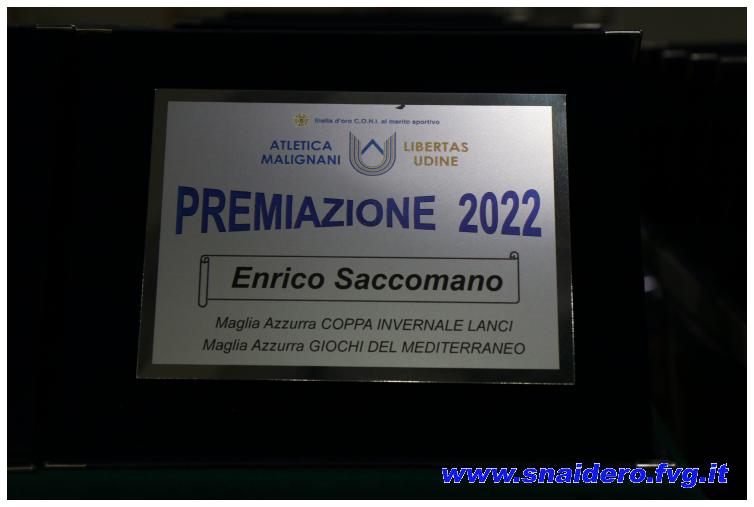 Stella d'oro C.O.N.I. al merito sportivo
ATLETICA MALIGNANI
LIBERTAS UDINE
PREMIAZIONE 2022
Enrico Saccomano
Maglia Azzurra COPPA INVERNALE LANCI
Maglia Azzurra GIOCHI DEL MEDITERRANEO
www.snaidero.fvg.it